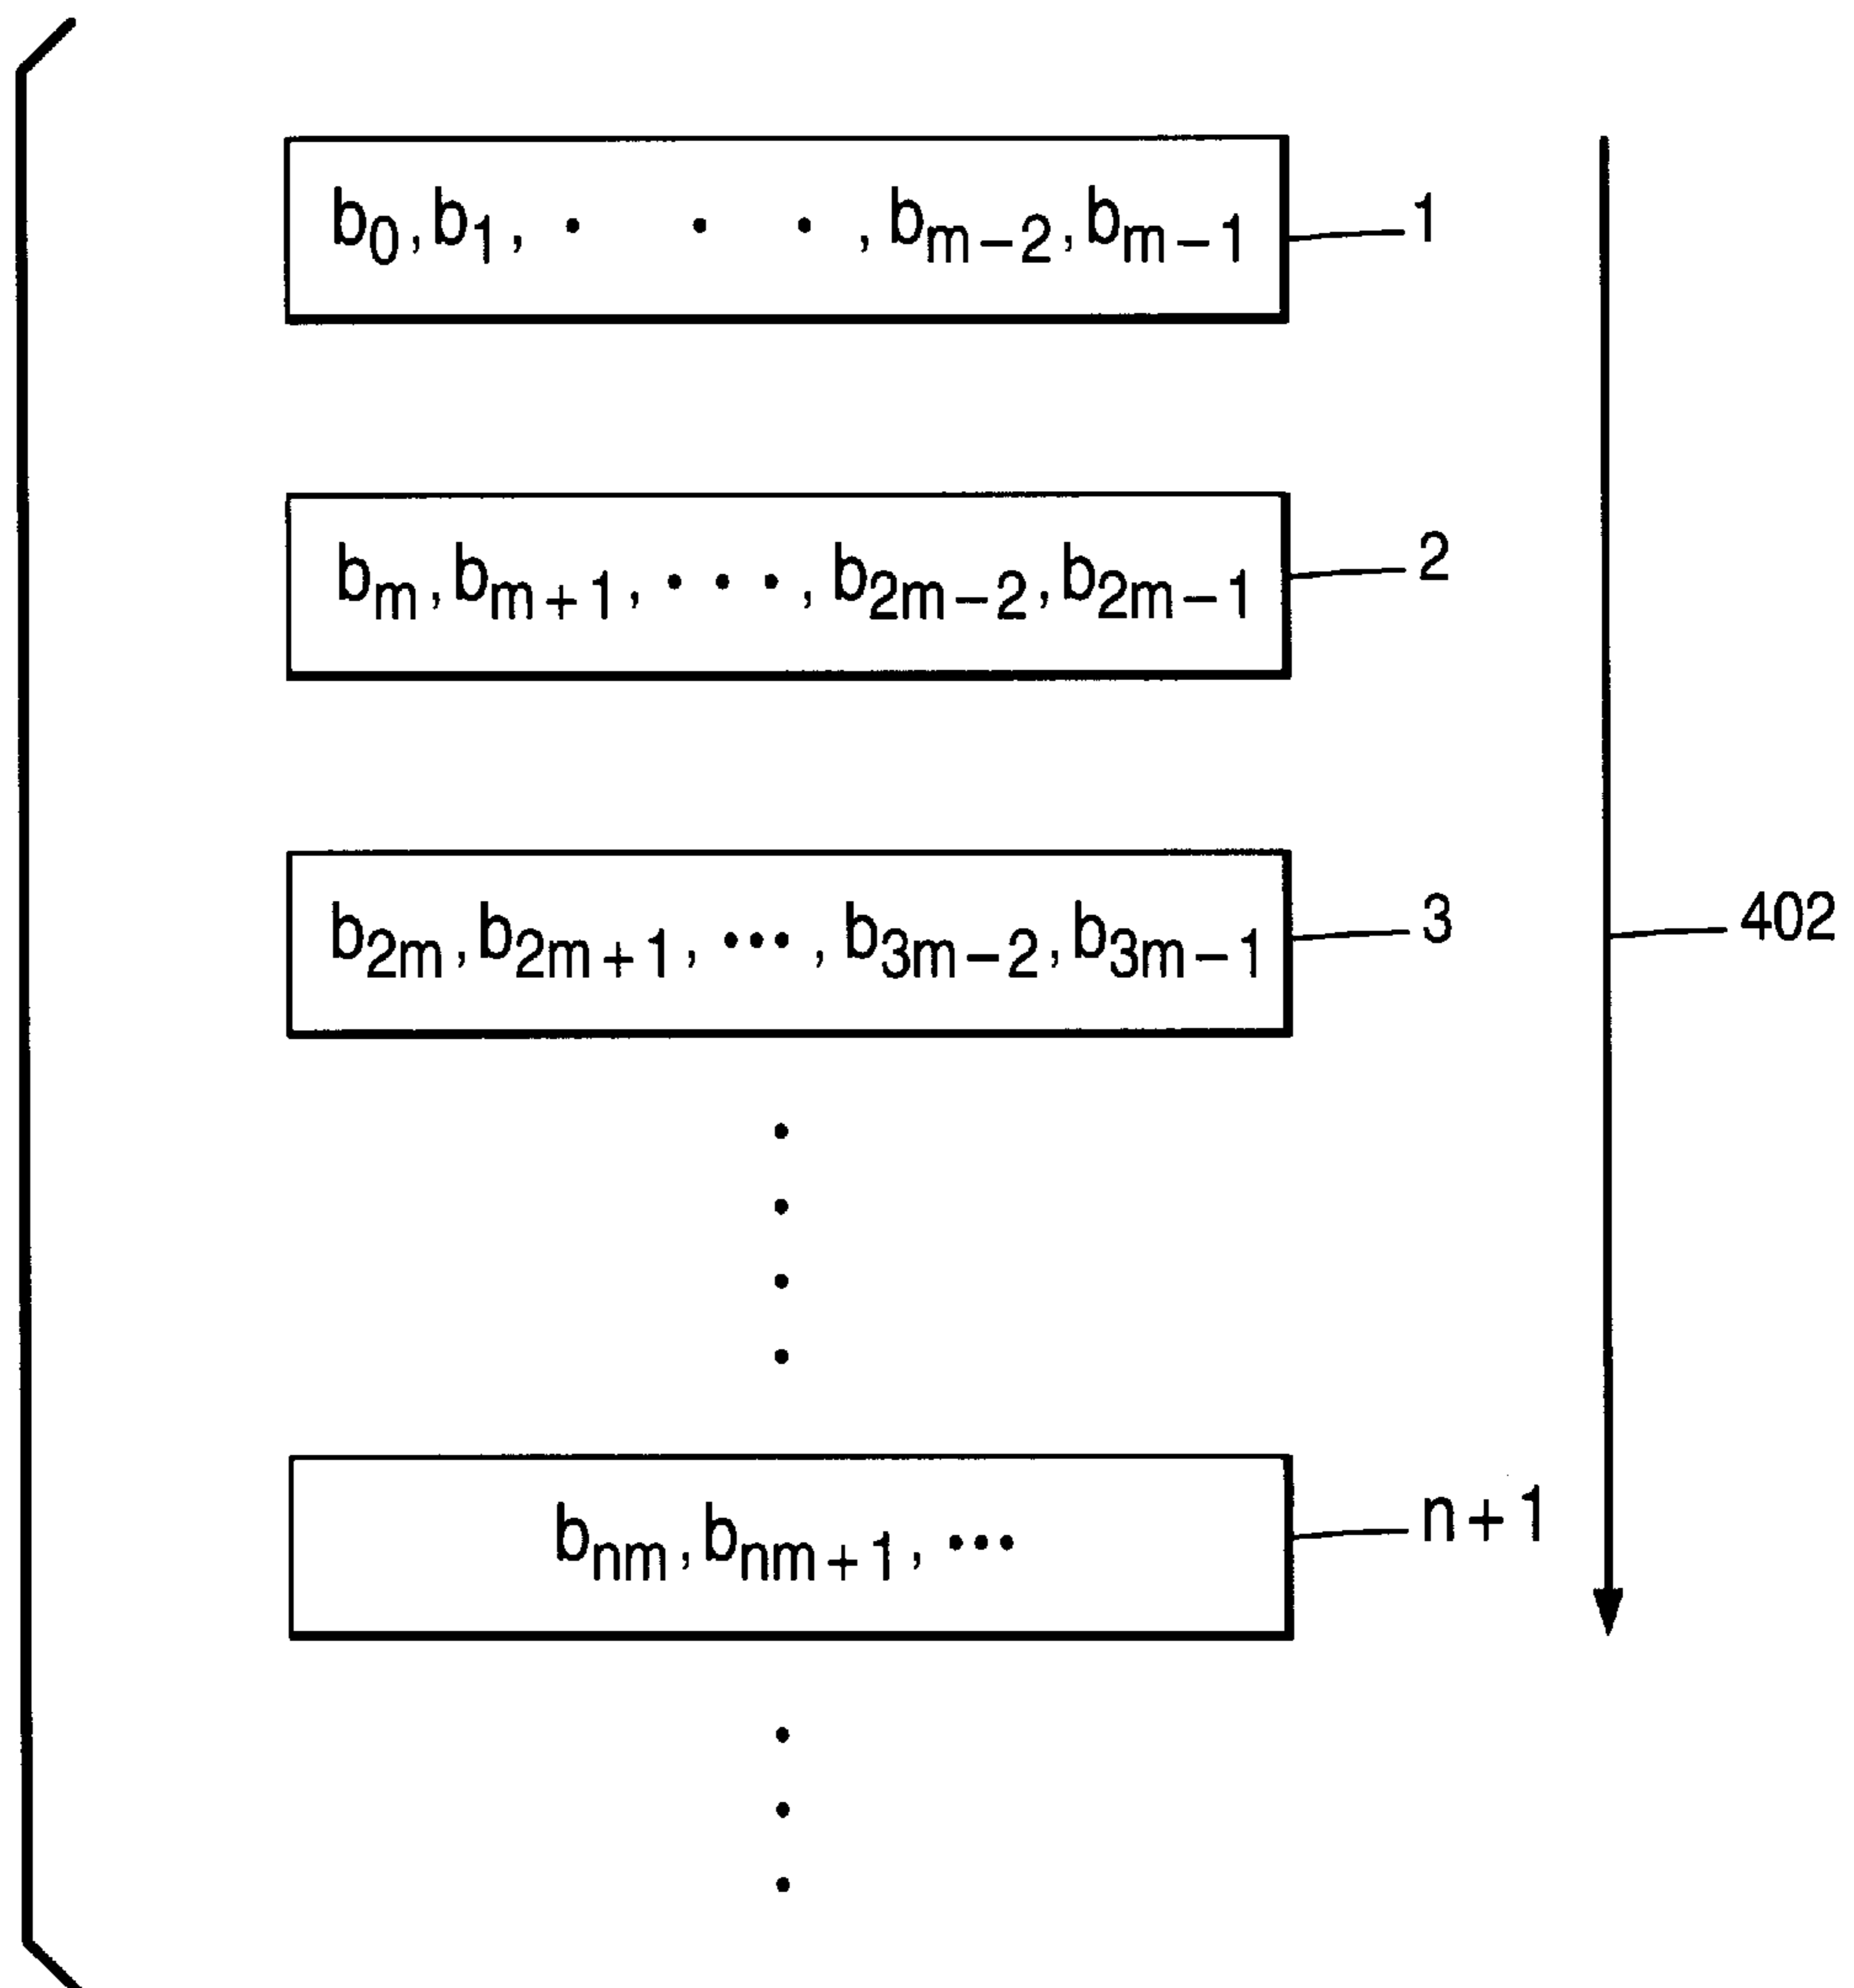 b₀, b₁, . . . , bₘ₋₂, bₘ₋₁
1
bₘ, bₘ₊₁, . . . , b₂ₘ₋₂, b₂ₘ₋₁
2
b₂ₘ, b₂ₘ₊₁, ..., b₃ₘ₋₂, b₃ₘ₋₁
3
402
bₙₘ, bₙₘ₊₁, ...
n+1